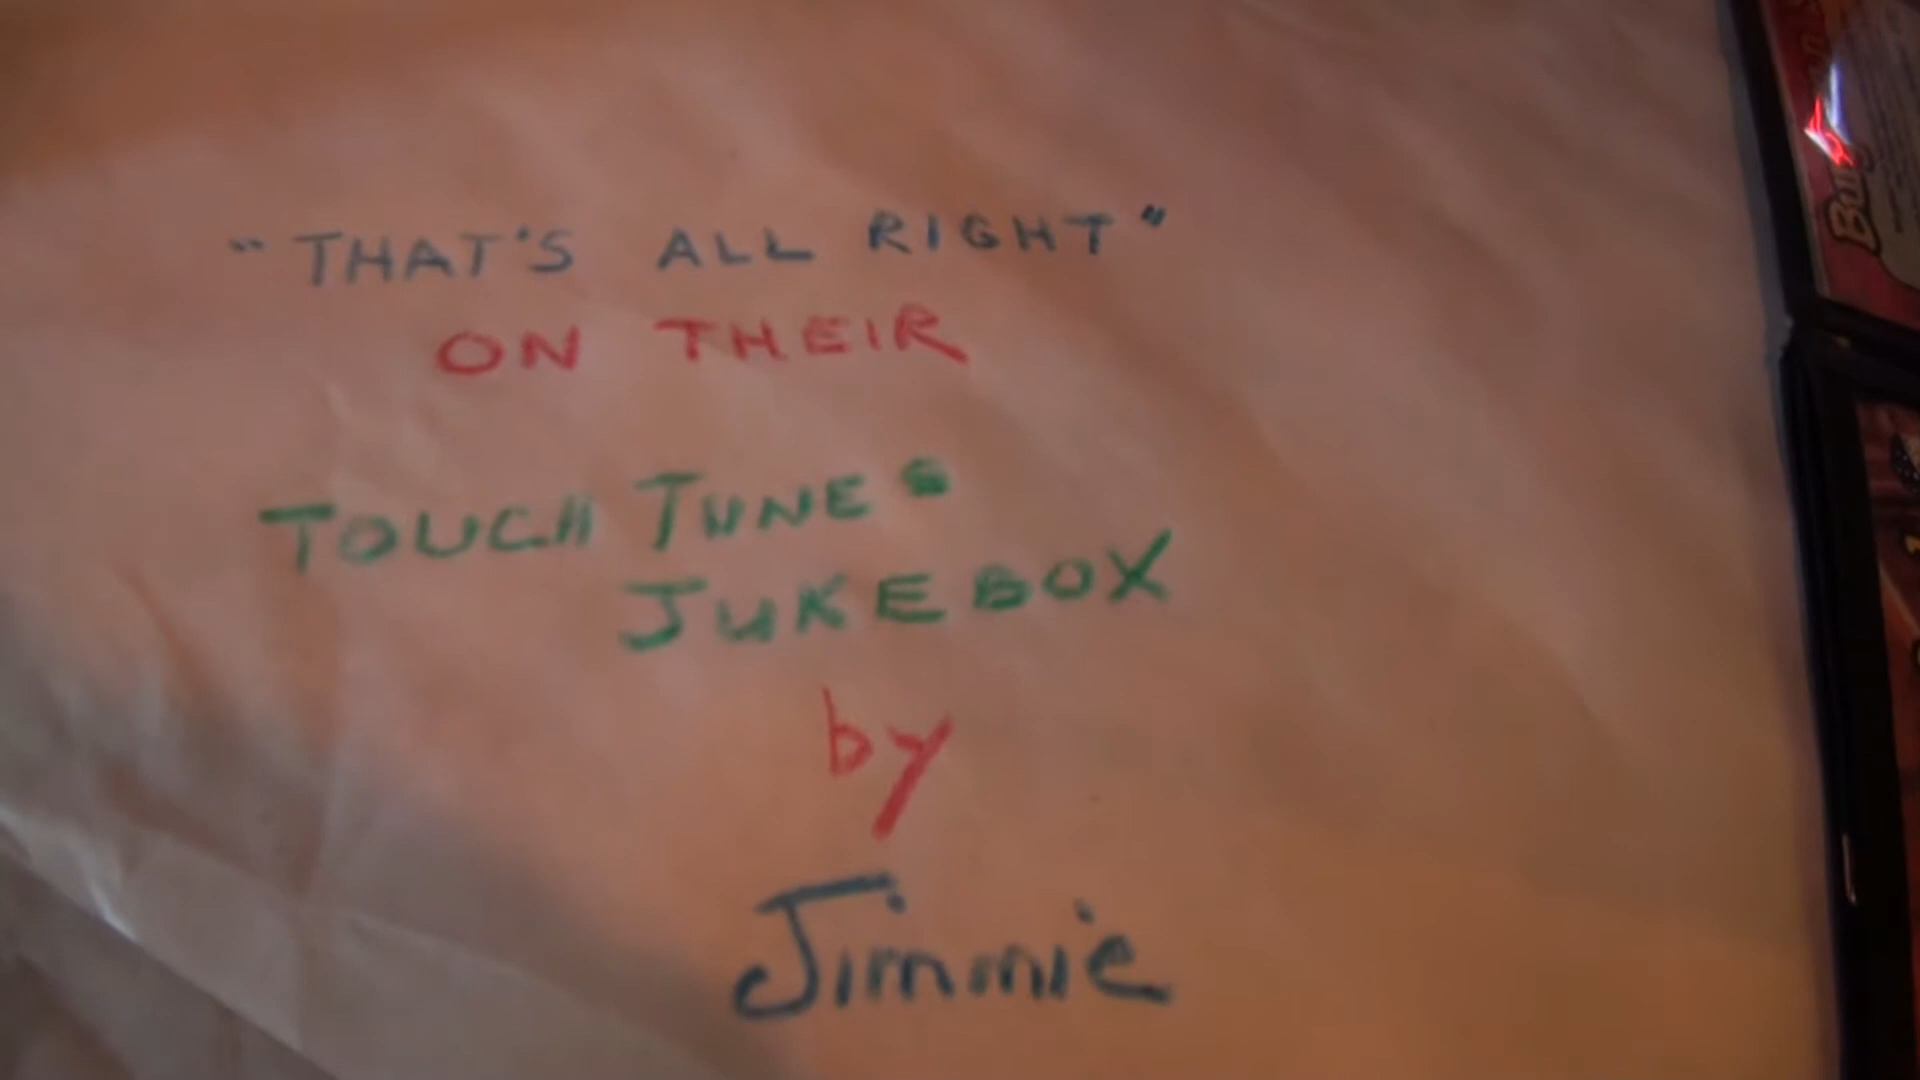 "THAT'S ALL RIGHT"
ON THEIR
TOUCH TUNES
JUKEBOX
by
Jimmie